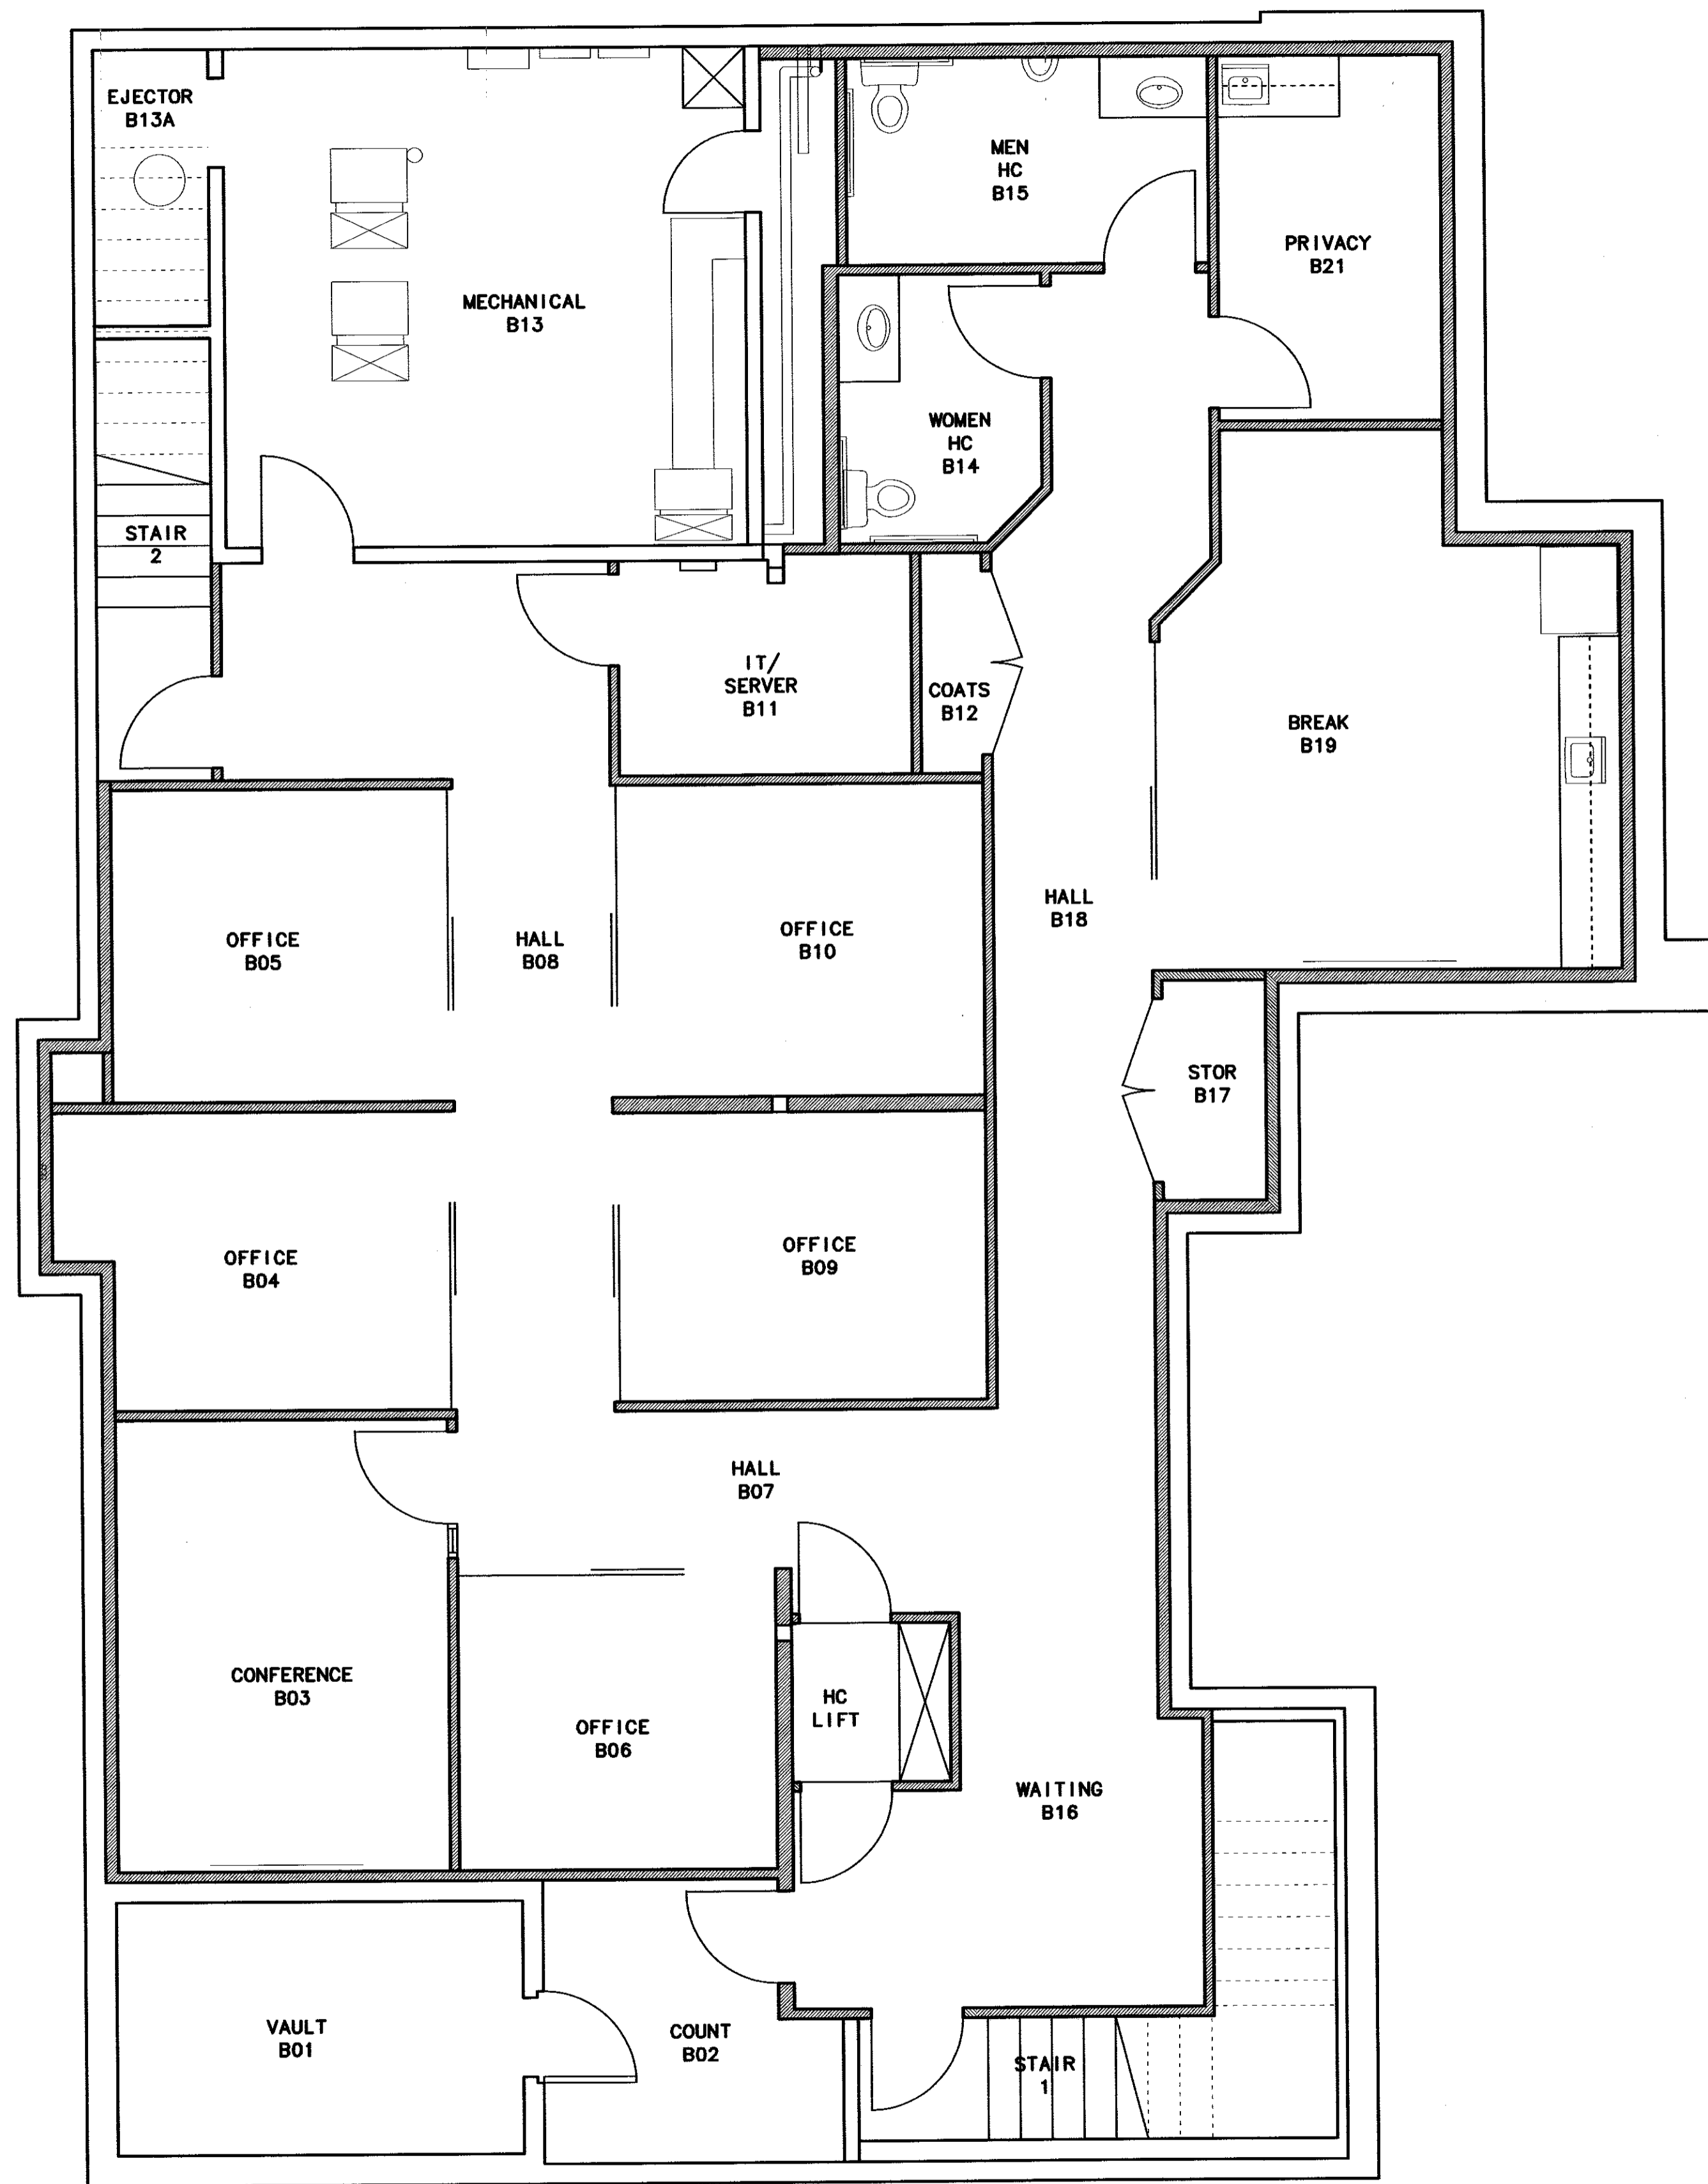 EJECTOR
B13A
MEN
HC
B15
PRIVACY
B21
MECHANICAL
B13
WOMEN
HC
B14
STAIR
2
IT/
SERVER
B11
COATS
B12
BREAK
B19
OFFICE
B05
HALL
B08
OFFICE
B10
HALL
B18
STOR
B17
OFFICE
B04
OFFICE
B09
HALL
B07
CONFERENCE
B03
OFFICE
B06
HC
LIFT
WAITING
B16
VAULT
B01
COUNT
B02
STAIR
1